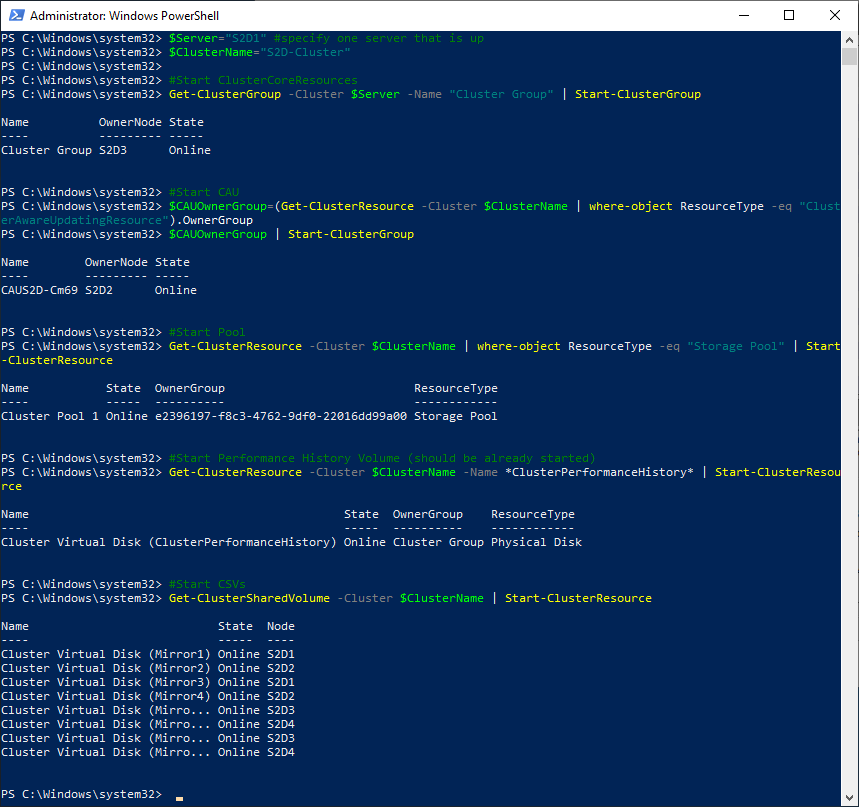 Administrator: Windows PowerShell
PS C:\Windows\system32> $Server="S2D1" #specify one server that is up
PS C:\Windows\system32> $ClusterName="S2D-Cluster"
PS C:\Windows\system32>
PS C:\Windows\system32> #Start ClusterCoreResources
PS C:\Windows\system32> Get-ClusterGroup -Cluster $Server -Name "Cluster Group" | Start-ClusterGroup
Name          OwnerNode State
----          --------- -----
Cluster Group S2D3      Online
PS C:\Windows\system32> #Start CAU
PS C:\Windows\system32> $CAUOwnerGroup=(Get-ClusterResource -Cluster $ClusterName | where-object ResourceType -eq "Clust
erAwareUpdatingResource").OwnerGroup
PS C:\Windows\system32> $CAUOwnerGroup | Start-ClusterGroup
Name        OwnerNode State
----        --------- -----
CAUS2D-Cm69 S2D2      Online
PS C:\Windows\system32> #Start Pool
PS C:\Windows\system32> Get-ClusterResource -Cluster $ClusterName | where-object ResourceType -eq "Storage Pool" | Start
-ClusterResource
Name           State  OwnerGroup                           ResourceType
----           -----  ----------                           ------------
Cluster Pool 1 Online e2396197-f8c3-4762-9df0-22016dd99a00 Storage Pool
PS C:\Windows\system32> #Start Performance History Volume (should be already started)
PS C:\Windows\system32> Get-ClusterResource -Cluster $ClusterName -Name *ClusterPerformanceHistory* | Start-ClusterResou
rce
Name                                             State  OwnerGroup    ResourceType
----                                             -----  ----------    ------------
Cluster Virtual Disk (ClusterPerformanceHistory) Online Cluster Group Physical Disk
PS C:\Windows\system32> #Start CSVs
PS C:\Windows\system32> Get-ClusterSharedVolume -Cluster $ClusterName | Start-ClusterResource
Name                           State  Node
----                           -----  ----
Cluster Virtual Disk (Mirror1) Online S2D1
Cluster Virtual Disk (Mirror2) Online S2D2
Cluster Virtual Disk (Mirror3) Online S2D1
Cluster Virtual Disk (Mirror4) Online S2D2
Cluster Virtual Disk (Mirro... Online S2D3
Cluster Virtual Disk (Mirro... Online S2D4
Cluster Virtual Disk (Mirro... Online S2D3
Cluster Virtual Disk (Mirro... Online S2D4
PS C:\Windows\system32>